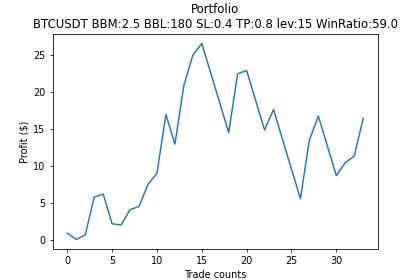 Portfolio
BTCUSDT BBM:2.5 BBL:180 SL:0.4 TP:0.8 lev:15 WinRatio:59.0
25
20
15
10
5
0
Profit ($)
0 5 10 15 20 25 30
Trade counts